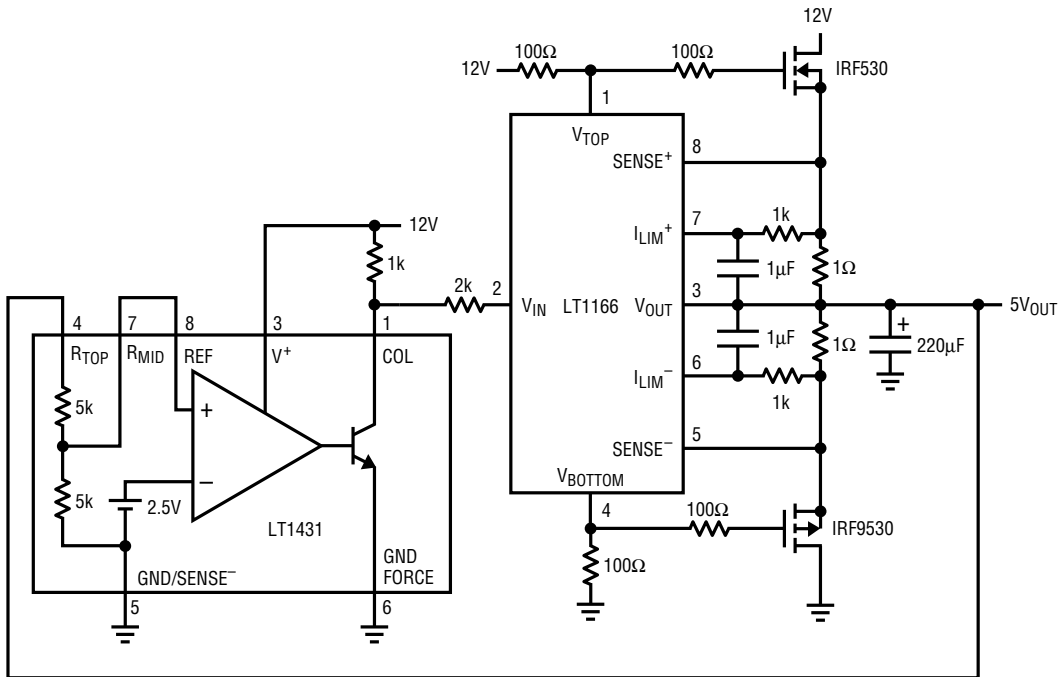 12V
100Ω
100Ω
12V
IRF530
1
V_TOP
SENSE⁺
8
12V
1k
7
1k
I_LIM⁺
1µF
1Ω
2k
2
V_IN
LT1166
V_OUT
3
5V_OUT
4
7
8
3
1
R_TOP
R_MID
REF
V⁺
COL
1µF
1Ω
+
220µF
6
I_LIM⁻
1k
5k
+
5
SENSE⁻
V_BOTTOM
5k
2.5V
–
LT1431
4
100Ω
IRF9530
GND
FORCE
100Ω
GND/SENSE⁻
5
6